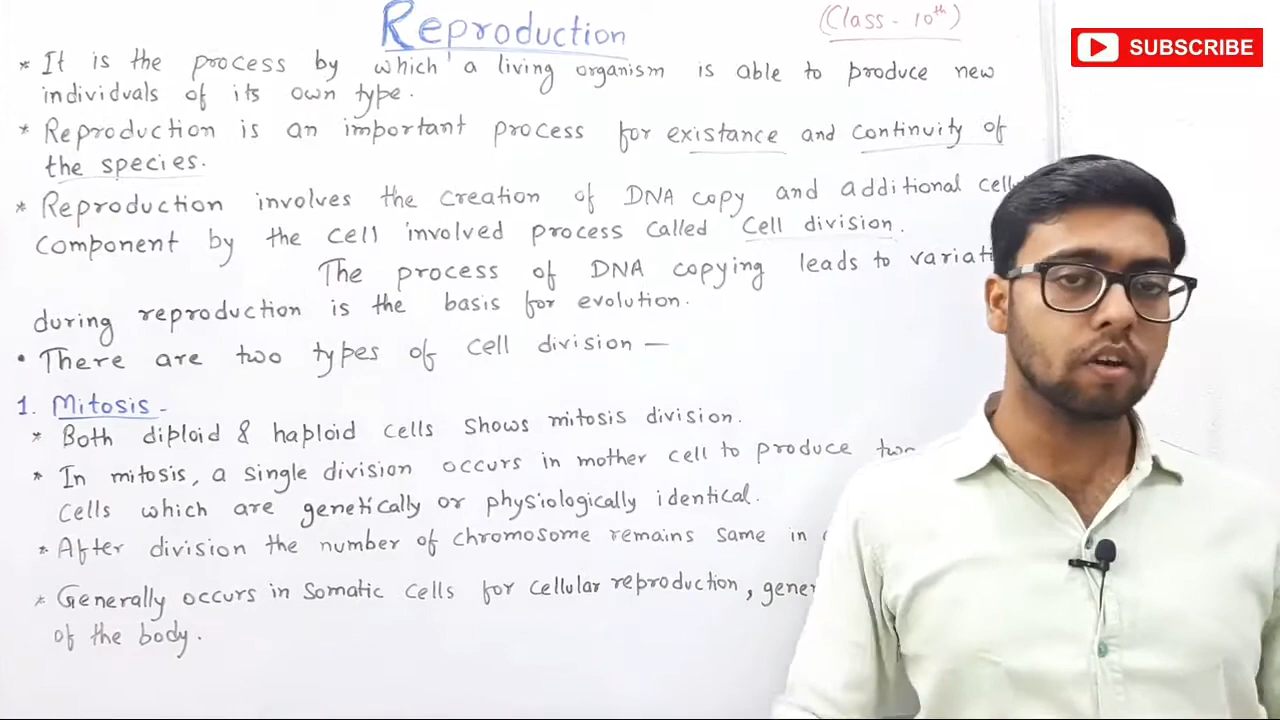 Reproduction
(Class - 10th)
SUBSCRIBE
* It is the process by which a living organism is able to produce new
individuals of its own type.
* Reproduction is an important process for existance and continuity of
the species.
* Reproduction involves the creation of DNA copy and additional
component by the cell involved process called Cell division.
The process of DNA copying leads to
during reproduction is the basis for evolution.
• There are two types of cell division —
1. Mitosis -
* Both diploid & haploid cells shows mitosis division.
* In mitosis, a single division occurs in mother cell to produce two
cells which are genetically or physiologically identical.
* After division the number of chromosome remains same in
* Generally occurs in Somatic cells for cellular reproduction,
of the body.